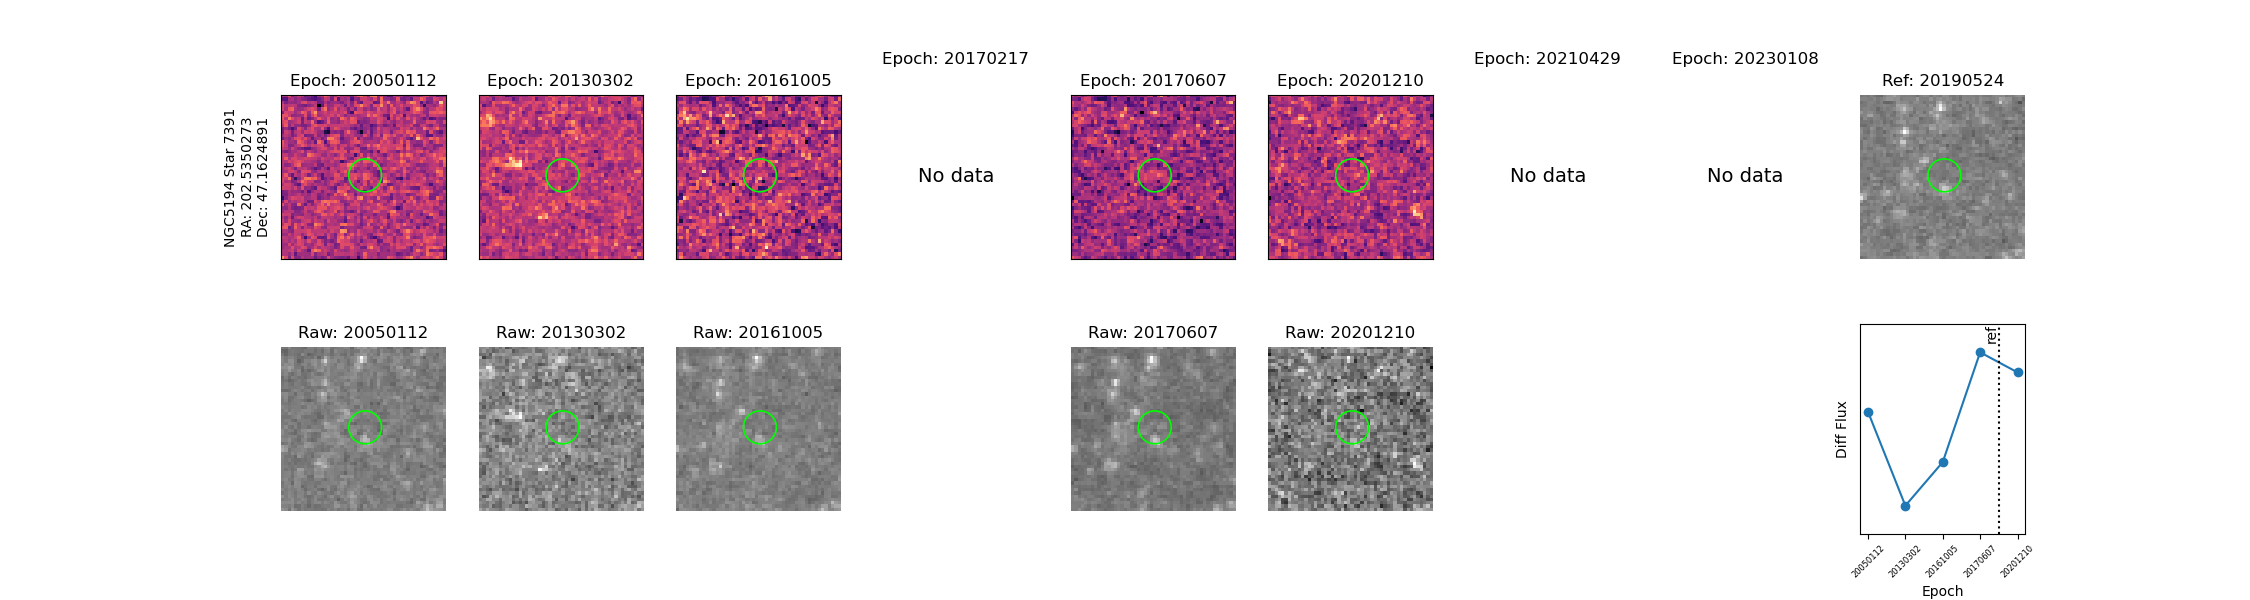 Epoch: 20050112
Epoch: 20130302
Epoch: 20161005
Epoch: 20170217
Epoch: 20170607
Epoch: 20201210
Epoch: 20210429
Epoch: 20230108
Ref: 20190524
NGC5194 Star 7391
RA: 202.5350273
Dec: 47.1624891
No data
No data
No data
Raw: 20050112
Raw: 20130302
Raw: 20161005
Raw: 20170607
Raw: 20201210
ref
Diff Flux
20050112
20130302
20161005
20170607
20201210
Epoch